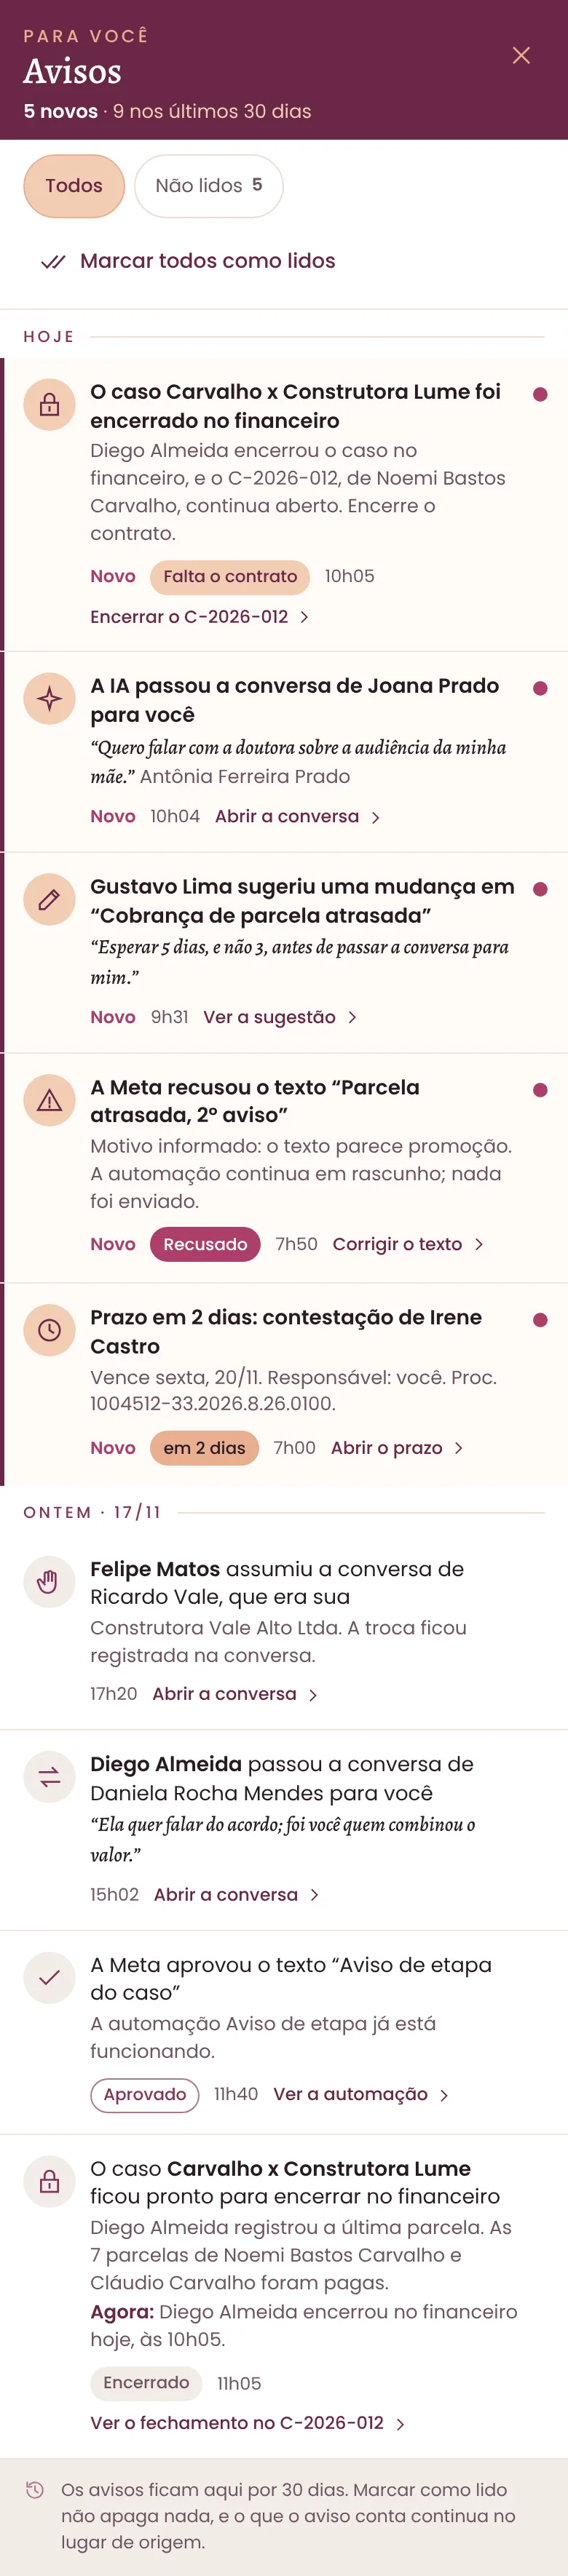 PARA VOCÊ
Avisos
5 novos · 9 nos últimos 30 dias
Todos
Não lidos 5
Marcar todos como lidos
HOJE
O caso Carvalho x Construtora Lume foi
encerrado no financeiro
Diego Almeida encerrou o caso no
financeiro, e o C-2026-012, de Noemi Bastos
Carvalho, continua aberto. Encerre o
contrato.
Novo Falta o contrato 10h05
Encerrar o C-2026-012
A IA passou a conversa de Joana Prado
para você
“Quero falar com a doutora sobre a audiência da minha
mãe.” Antônia Ferreira Prado
Novo 10h04 Abrir a conversa
Gustavo Lima sugeriu uma mudança em
“Cobrança de parcela atrasada”
“Esperar 5 dias, e não 3, antes de passar a conversa para
mim.”
Novo 9h31 Ver a sugestão
A Meta recusou o texto “Parcela
atrasada, 2º aviso”
Motivo informado: o texto parece promoção.
A automação continua em rascunho; nada
foi enviado.
Novo Recusado 7h50 Corrigir o texto
Prazo em 2 dias: contestação de Irene
Castro
Vence sexta, 20/11. Responsável: você. Proc.
1004512-33.2026.8.26.0100.
Novo em 2 dias 7h00 Abrir o prazo
ONTEM · 17/11
Felipe Matos assumiu a conversa de
Ricardo Vale, que era sua
Construtora Vale Alto Ltda. A troca ficou
registrada na conversa.
17h20 Abrir a conversa
Diego Almeida passou a conversa de
Daniela Rocha Mendes para você
“Ela quer falar do acordo; foi você quem combinou o
valor.”
15h02 Abrir a conversa
A Meta aprovou o texto “Aviso de etapa
do caso”
A automação Aviso de etapa já está
funcionando.
Aprovado 11h40 Ver a automação
O caso Carvalho x Construtora Lume
ficou pronto para encerrar no financeiro
Diego Almeida registrou a última parcela. As
7 parcelas de Noemi Bastos Carvalho e
Cláudio Carvalho foram pagas.
Agora: Diego Almeida encerrou no financeiro
hoje, às 10h05.
Encerrado 11h05
Ver o fechamento no C-2026-012
Os avisos ficam aqui por 30 dias. Marcar como lido
não apaga nada, e o que o aviso conta continua no
lugar de origem.